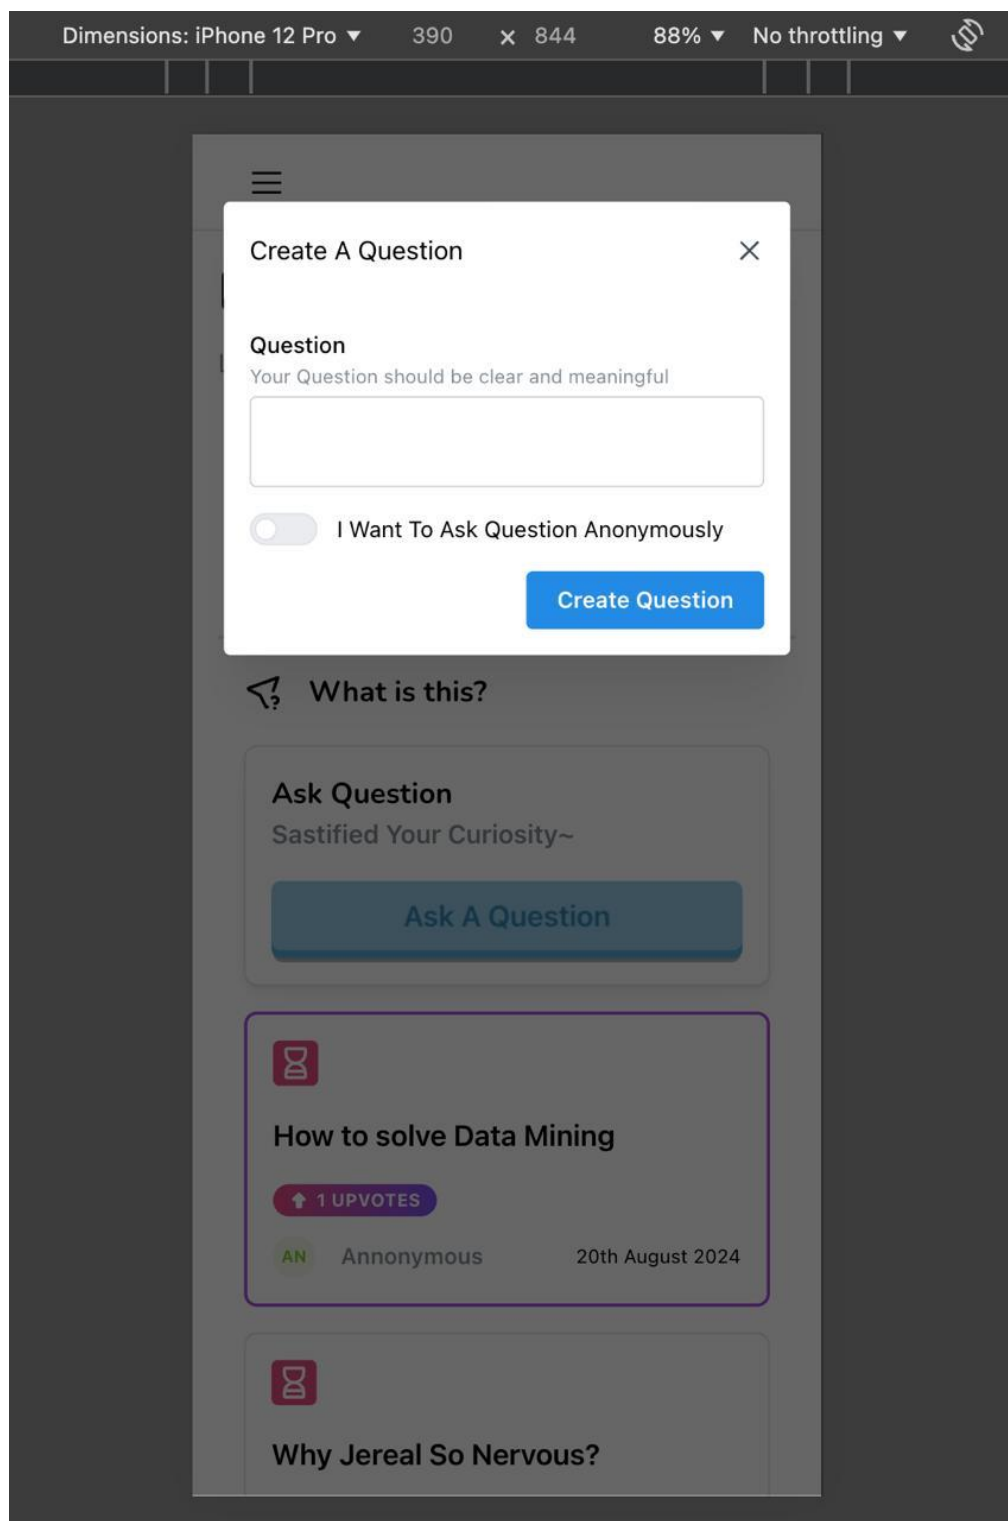 Dimensions: iPhone 12 Pro ▼ 390 × 844 88% ▼ No throttling ▼
Create A Question
Question
Your Question should be clear and meaningful
I Want To Ask Question Anonymously
Create Question
What is this?
Ask Question
Sastified Your Curiosity~
Ask A Question
How to solve Data Mining
1 UPVOTES
AN Annonymous 20th August 2024
Why Jereal So Nervous?